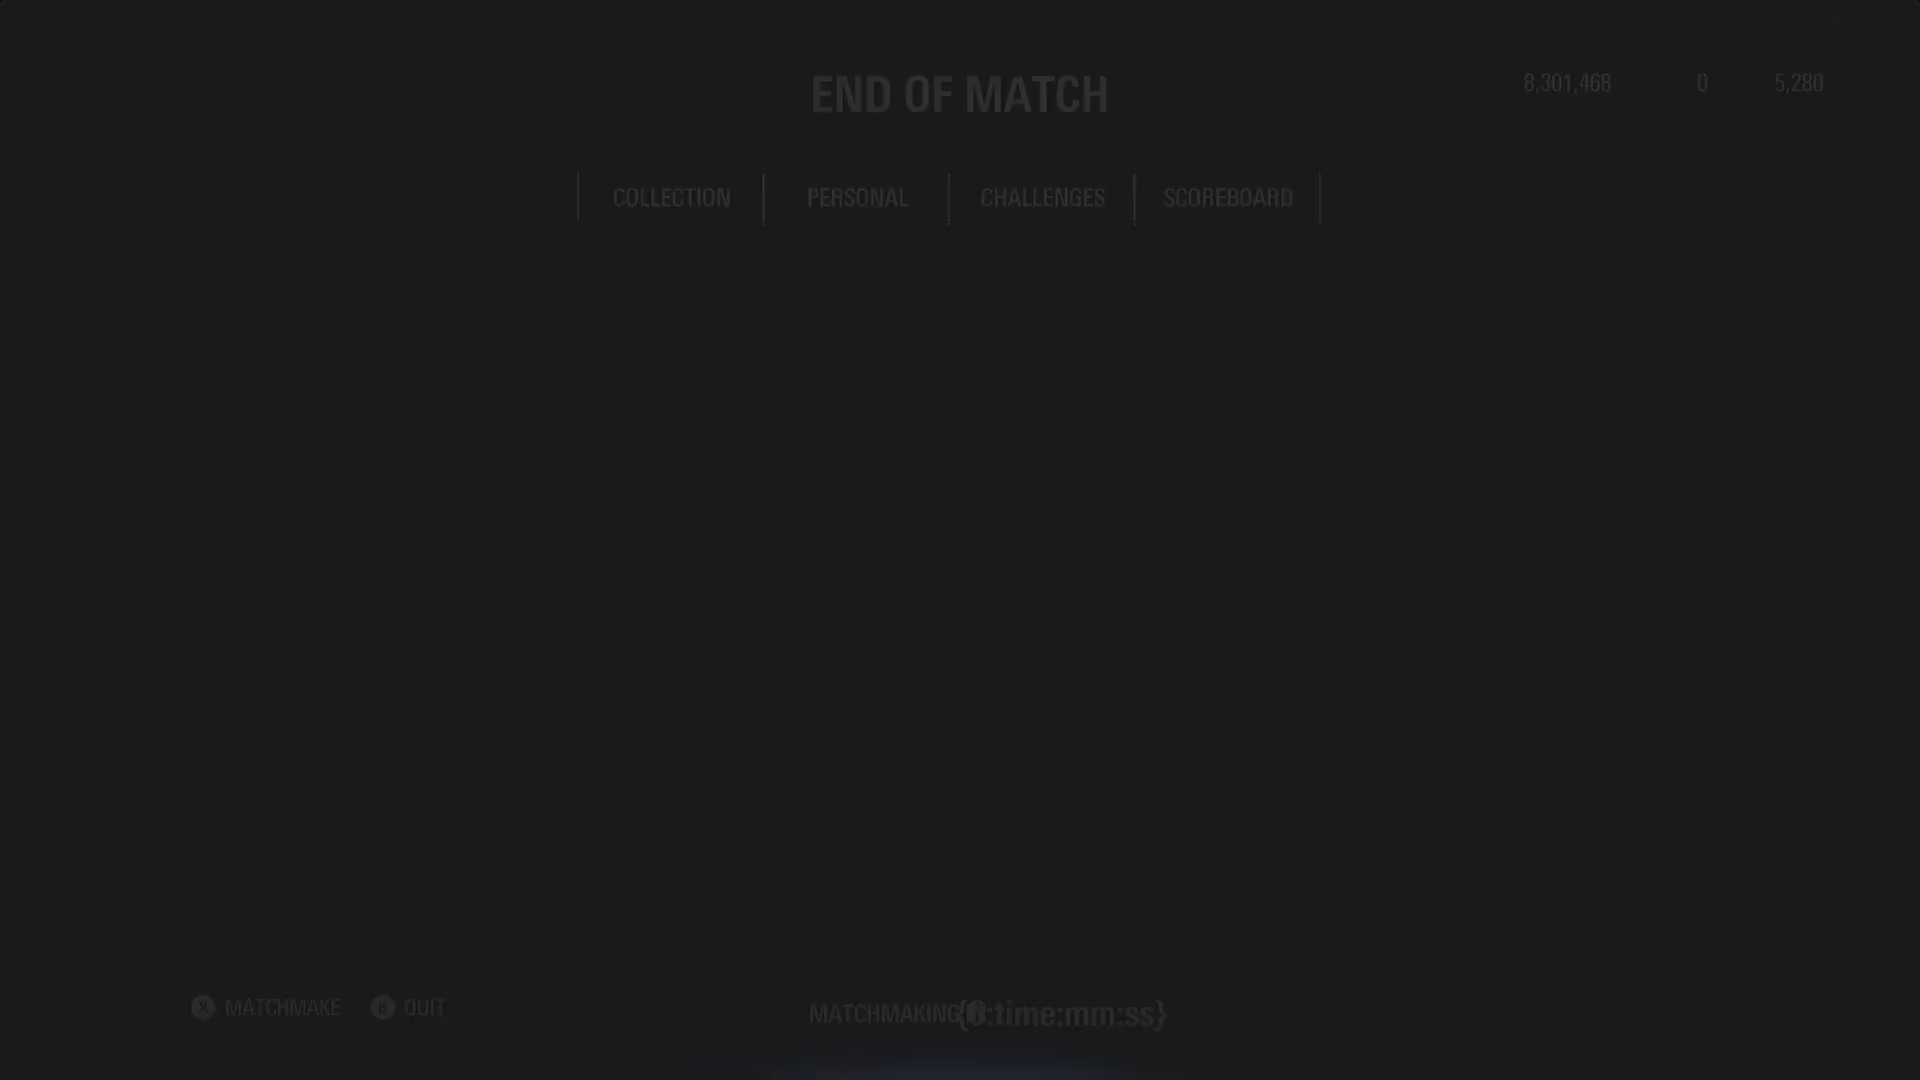 END OF MATCH
8,301,468 0 5,280
COLLECTION PERSONAL CHALLENGES SCOREBOARD
X MATCHMAKE B QUIT
MATCHMAKING {0:time:mm:ss}